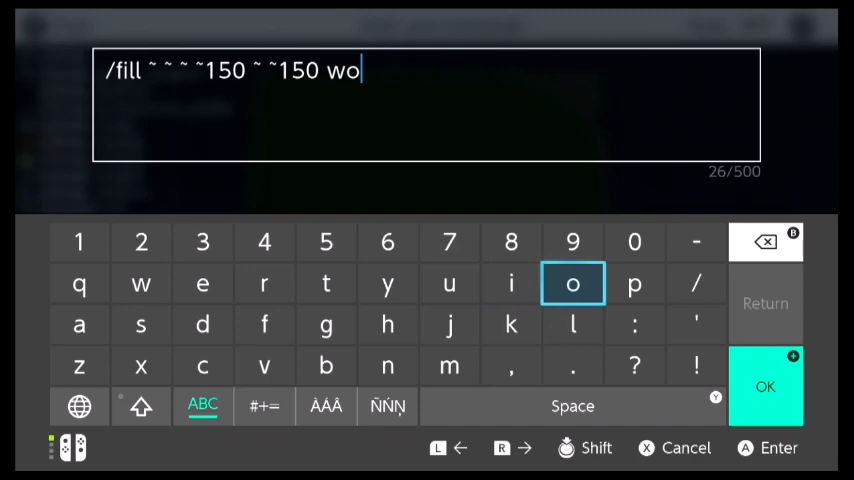 /fill ~ ~ ~ ~150 ~ ~150 wo
26/500
1 2 3 4 5 6 7 8 9 0 - B
q w e r t y u i o p / Return
a s d f g h j k l : '
z x c v b n m , . ? ! + OK
ABC #+= ÀÁÂ ÑŃŅ Space Y
L ← R → Shift X Cancel A Enter